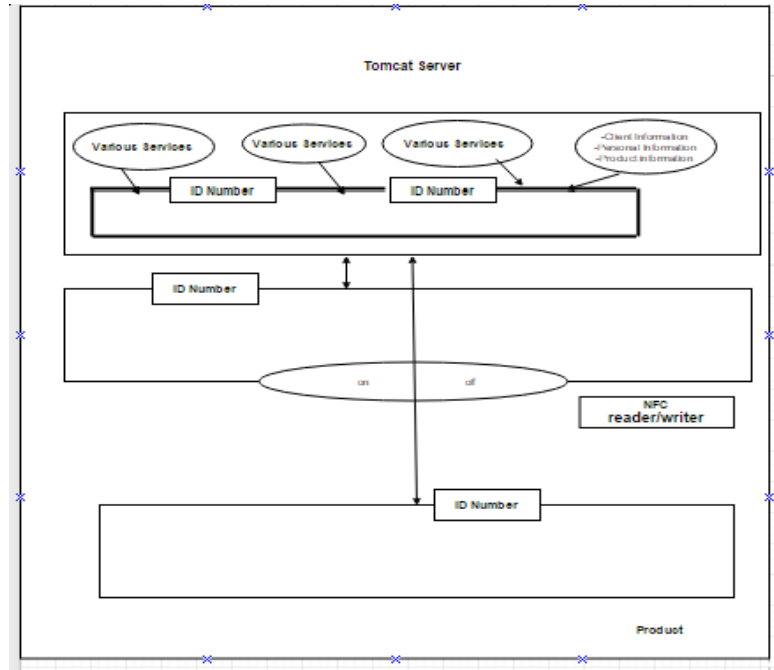 Tomcat Server
Various Services
Various Services
Various Services
-Client Information
-Personal Information
-Product information
ID Number
ID Number
ID Number
on
of
NFC
reader/writer
ID Number
Product